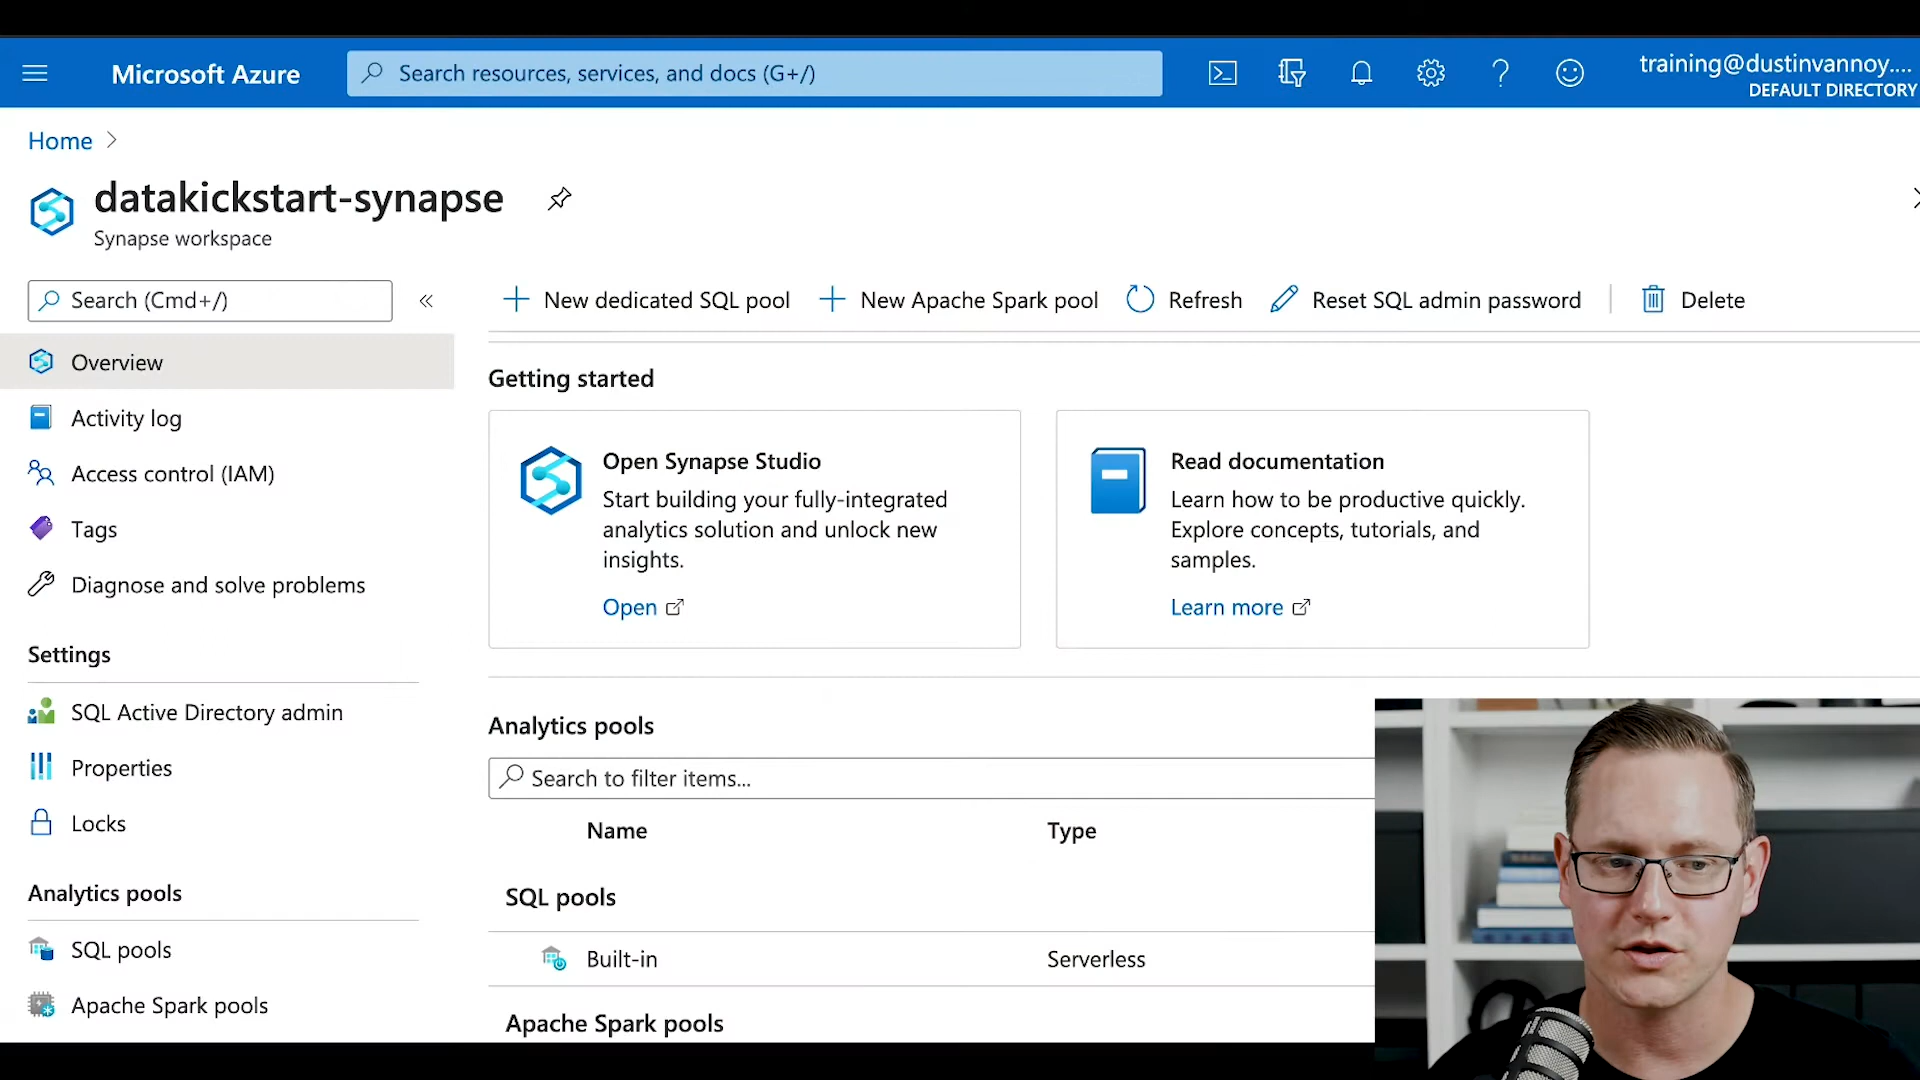 Microsoft Azure
Search resources, services, and docs (G+/)
training@dustinvannoy....
DEFAULT DIRECTORY
Home
datakickstart-synapse
Synapse workspace
Search (Cmd+/)
«
New dedicated SQL pool
New Apache Spark pool
Refresh
Reset SQL admin password
Delete
Overview
Activity log
Access control (IAM)
Tags
Diagnose and solve problems
Settings
SQL Active Directory admin
Properties
Locks
Analytics pools
SQL pools
Apache Spark pools
Getting started
Open Synapse Studio
Start building your fully-integrated
analytics solution and unlock new
insights.
Open
Read documentation
Learn how to be productive quickly.
Explore concepts, tutorials, and
samples.
Learn more
Analytics pools
Search to filter items...
Name Type
SQL pools
Built-in Serverless
Apache Spark pools